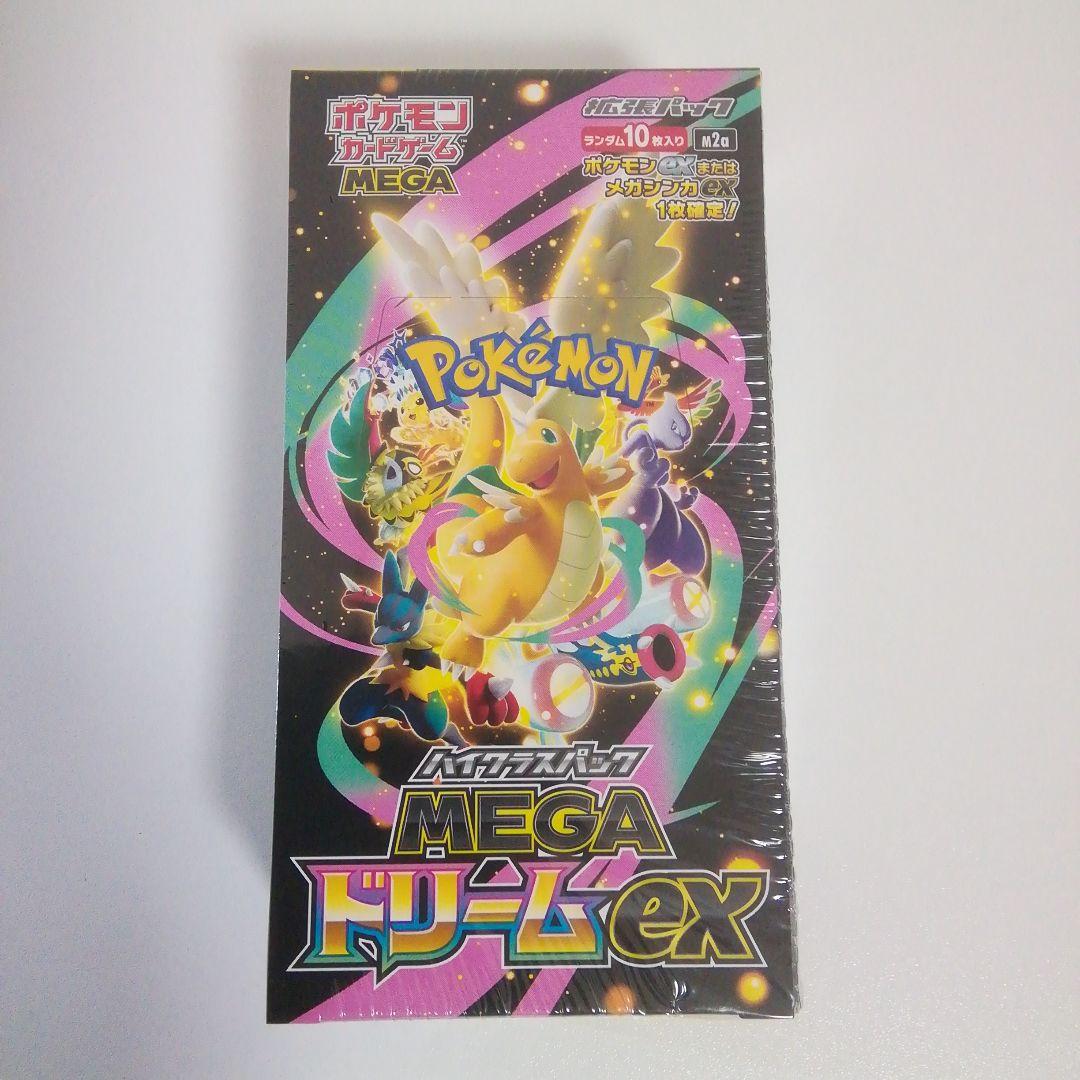 ポケモン
カードゲーム™
MEGA
拡張パック
ランダム10枚入り M2a
ポケモンexまたは
メガシンカex
1枚確定！
POKéMON
ハイクラスパック
MEGA
ドリームex